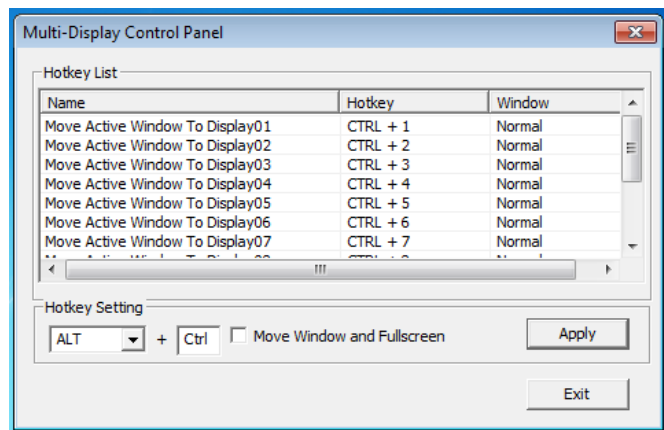 Multi-Display Control Panel
Hotkey List
Name Hotkey Window
Move Active Window To Display01 CTRL + 1 Normal
Move Active Window To Display02 CTRL + 2 Normal
Move Active Window To Display03 CTRL + 3 Normal
Move Active Window To Display04 CTRL + 4 Normal
Move Active Window To Display05 CTRL + 5 Normal
Move Active Window To Display06 CTRL + 6 Normal
Move Active Window To Display07 CTRL + 7 Normal
Hotkey Setting
ALT + Ctrl Move Window and Fullscreen Apply
Exit